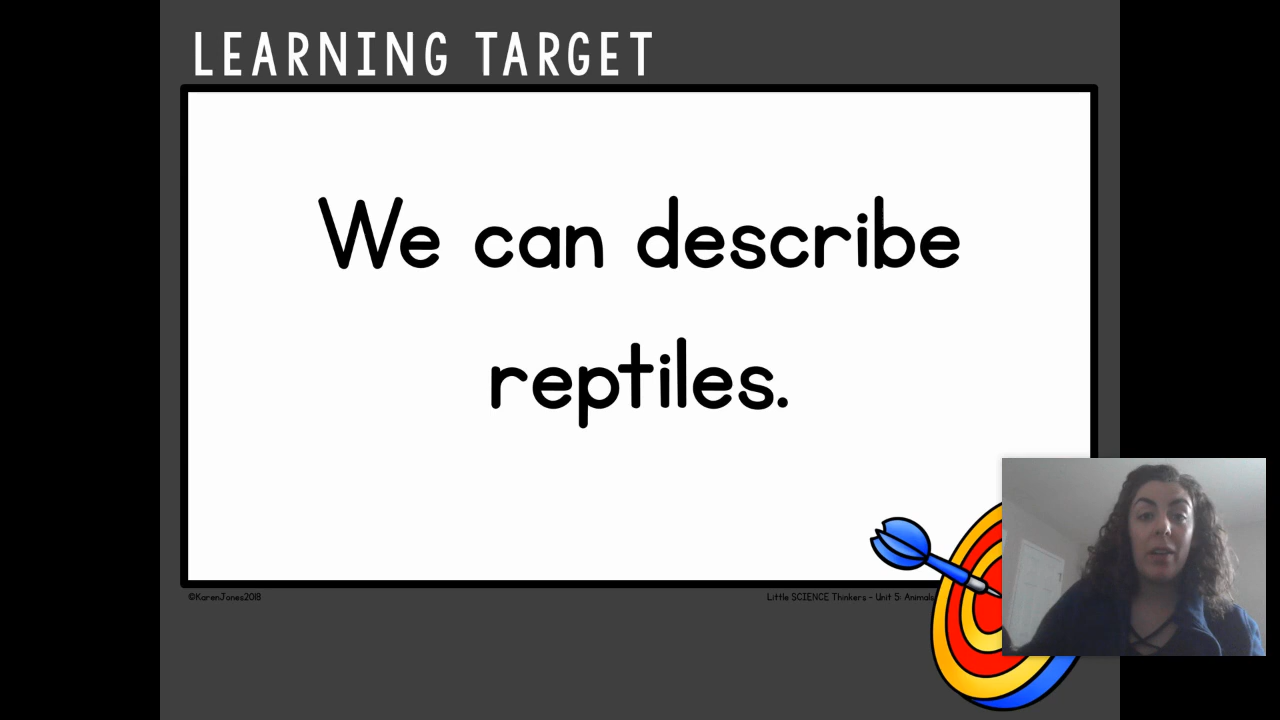 LEARNING TARGET
We can describe
reptiles.
©KarenJones2018
Little SCIENCE Thinkers - Unit 5: Animals